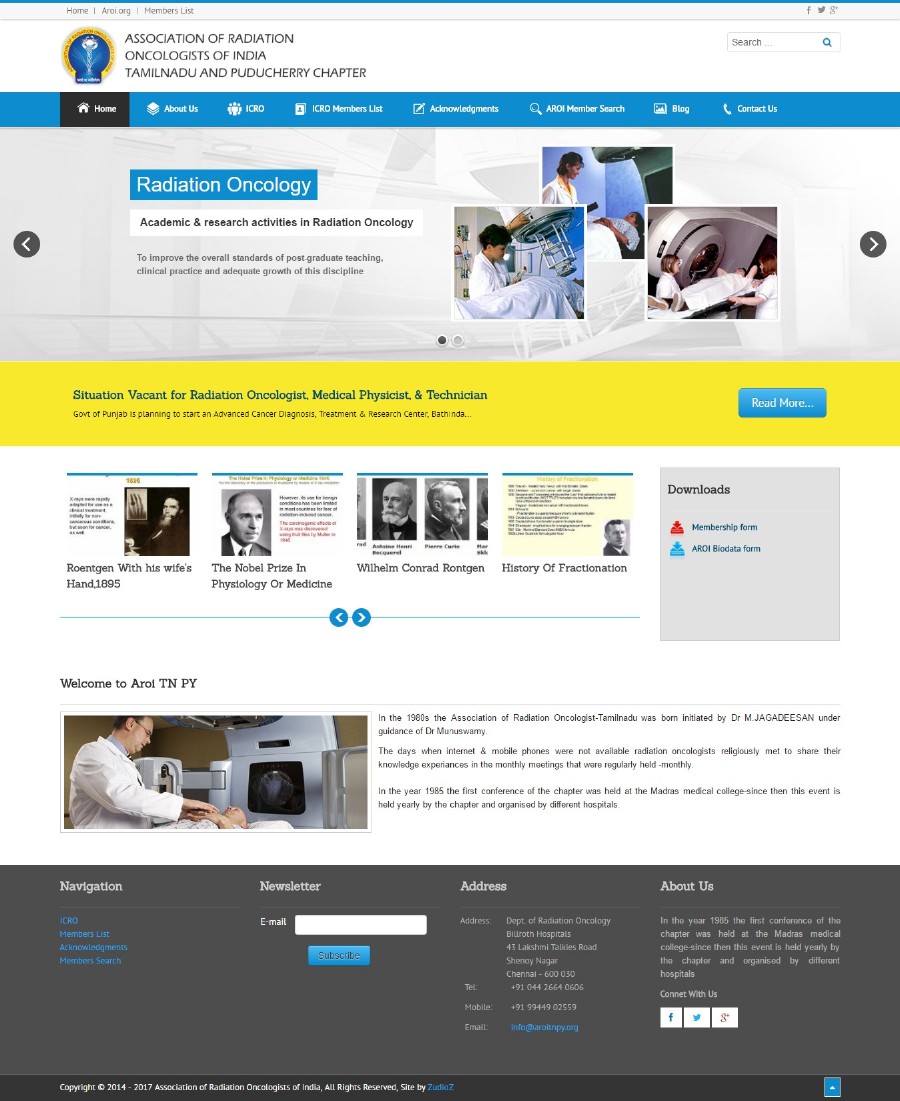 Home | Aroi.org | Members List
ASSOCIATION OF RADIATION
ONCOLOGISTS OF INDIA
TAMILNADU AND PUDUCHERRY CHAPTER
Search ...
Home About Us ICRO ICRO Members List Acknowledgments AROI Member Search Blog Contact Us
Radiation Oncology
Academic & research activities in Radiation Oncology
To improve the overall standards of post-graduate teaching,
clinical practice and adequate growth of this discipline
Situation Vacant for Radiation Oncologist, Medical Physicist, & Technician
Govt of Punjab is planning to start an Advanced Cancer Diagnosis, Treatment & Research Center, Bathinda...
Read More...
1895
X-rays were rapidly
adopted for use as a
clinical treatment,
initially for non-
cancerous conditions,
but soon for cancer,
as well.
The Nobel Prize in Physiology or Medicine 1946
However, its use for benign
conditions has been limited
in most countries for fear of
radiation-induced cancer.
The carcinogenic effects of
X-rays was discovered
using fruit flies by Muller in
1946.
Antoine Henri
Becquerel
Pierre Curie
History of Fractionation
Roentgen With his wife's
Hand,1895
The Nobel Prize In
Physiology Or Medicine
Wilhelm Conrad Rontgen
History Of Fractionation
Downloads
Membership form
AROI Biodata form
Welcome to Aroi TN PY
In the 1980s the Association of Radiation Oncologist-Tamilnadu was born initiated by Dr M.JAGADEESAN under
guidance of Dr Munuswamy.
The days when internet & mobile phones were not available radiation oncologists religiously met to share their
knowledge experiances in the monthly meetings that were regularly held -monthly.
In the year 1985 the first conference of the chapter was held at the Madras medical college-since then this event is
held yearly by the chapter and organised by different hospitals.
Navigation
ICRO
Members List
Acknowledgments
Members Search
Newsletter
E-mail
Subscribe
Address
Address: Dept. of Radiation Oncology
Billroth Hospitals
43 Lakshmi Talkies Road
Shenoy Nagar
Chennai - 600 030
Tel: +91 044 2664 0606
Mobile: +91 99449 02559
Email: info@aroitnpy.org
About Us
In the year 1985 the first conference of the
chapter was held at the Madras medical
college-since then this event is held yearly by
the chapter and organised by different
hospitals
Connet With Us
Copyright © 2014 - 2017 Association of Radiation Oncologists of India, All Rights Reserved, Site by ZudioZ